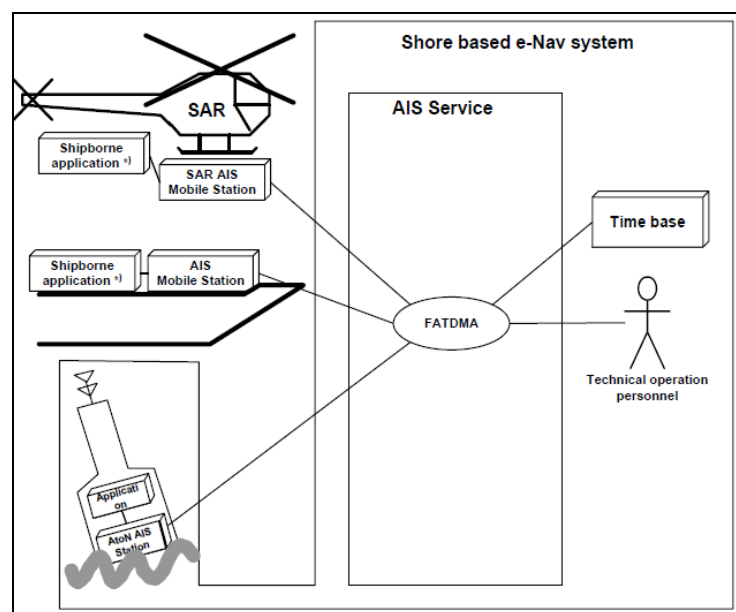 Shore based e-Nav system
SAR
AIS Service
Shipborne
application *)
SAR AIS
Mobile Station
Time base
Shipborne
application *)
AIS
Mobile Station
FATDMA
Technical operation
personnel
Applicati
on
AtoN AIS
Station